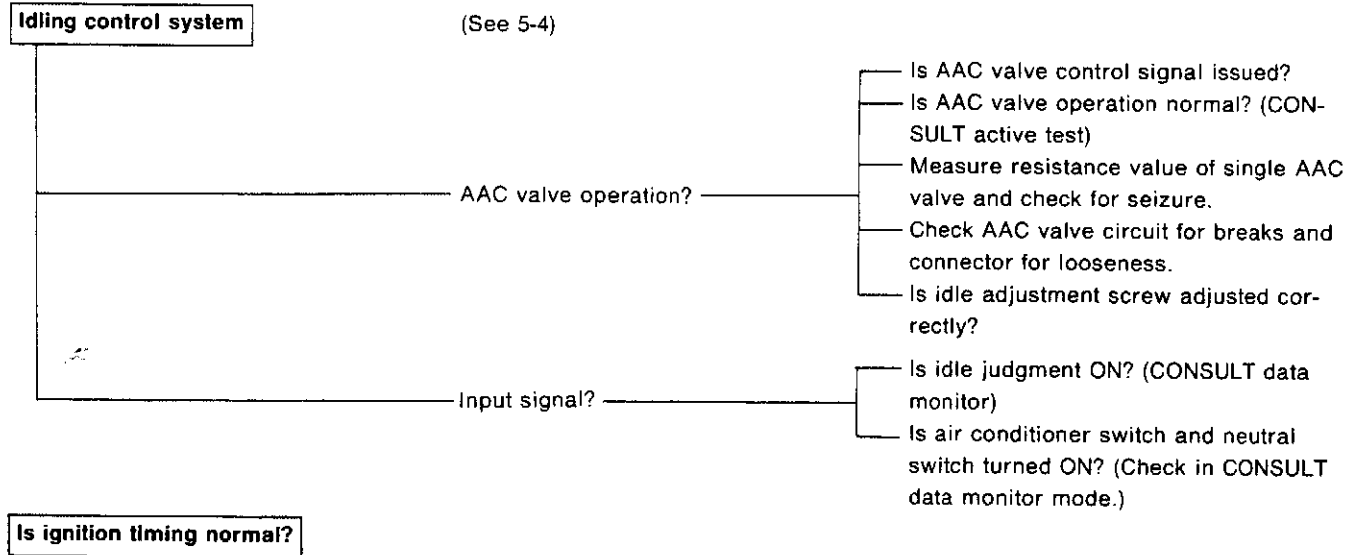 Idling control system
(See 5-4)
Is AAC valve control signal issued?
Is AAC valve operation normal? (CON-
SULT active test)
Measure resistance value of single AAC
valve and check for seizure.
AAC valve operation?
Check AAC valve circuit for breaks and
connector for looseness.
Is idle adjustment screw adjusted cor-
rectly?
Is idle judgment ON? (CONSULT data
monitor)
Input signal?
Is air conditioner switch and neutral
switch turned ON? (Check in CONSULT
data monitor mode.)
Is ignition timing normal?